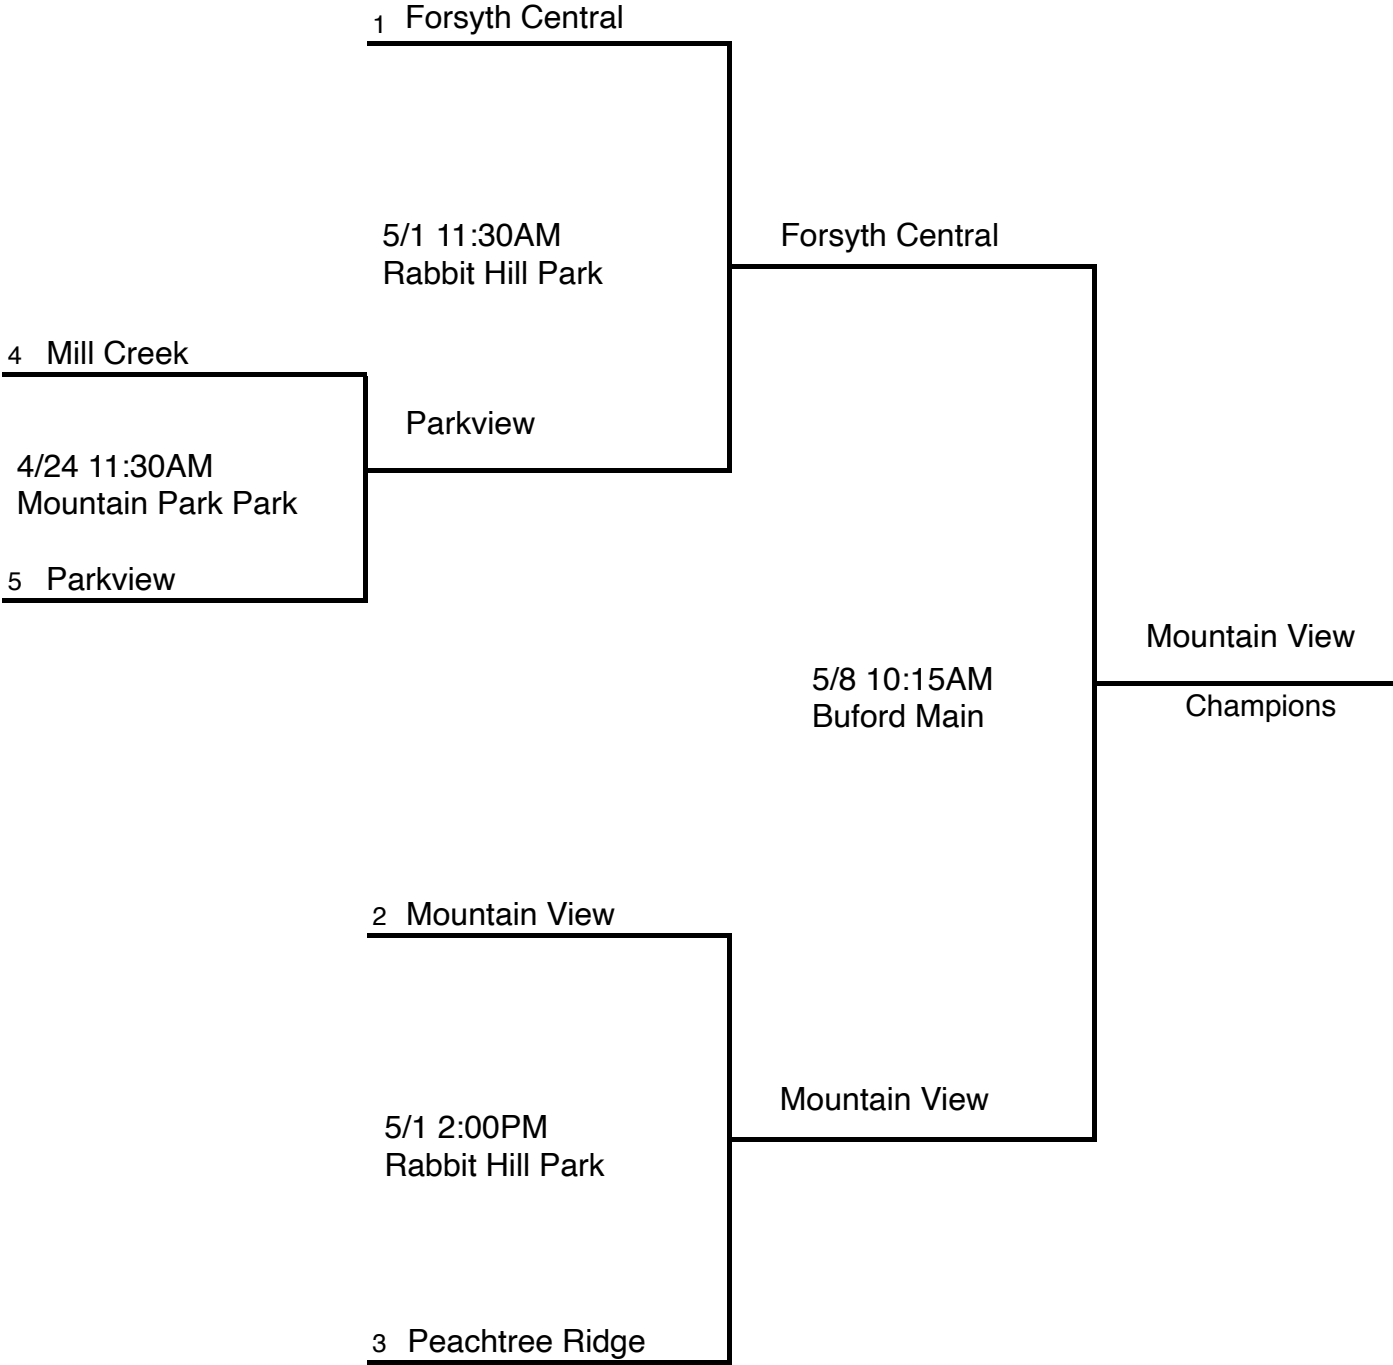 1 Forsyth Central
5/1 11:30AM
Rabbit Hill Park
Forsyth Central
4 Mill Creek
Parkview
4/24 11:30AM
Mountain Park Park
5 Parkview
Mountain View
Champions
5/8 10:15AM
Buford Main
2 Mountain View
5/1 2:00PM
Rabbit Hill Park
Mountain View
3 Peachtree Ridge